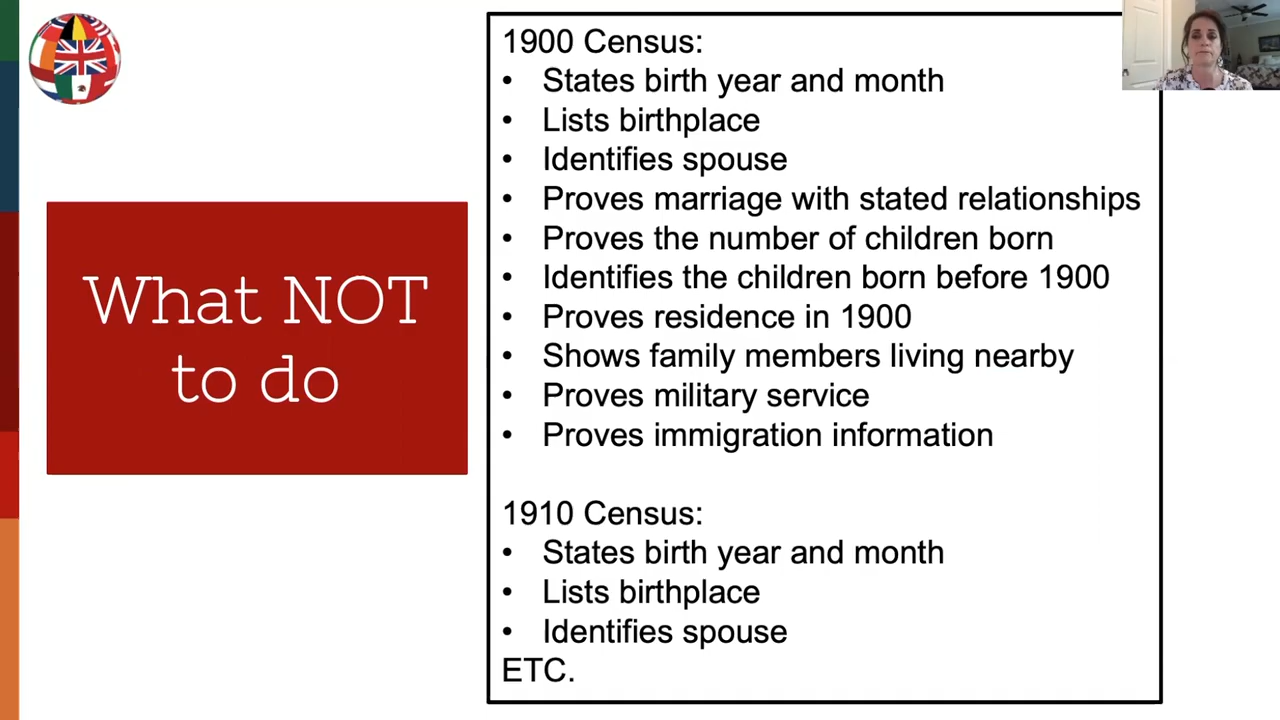 What NOT
to do
1900 Census:
• States birth year and month
• Lists birthplace
• Identifies spouse
• Proves marriage with stated relationships
• Proves the number of children born
• Identifies the children born before 1900
• Proves residence in 1900
• Shows family members living nearby
• Proves military service
• Proves immigration information
1910 Census:
• States birth year and month
• Lists birthplace
• Identifies spouse
ETC.